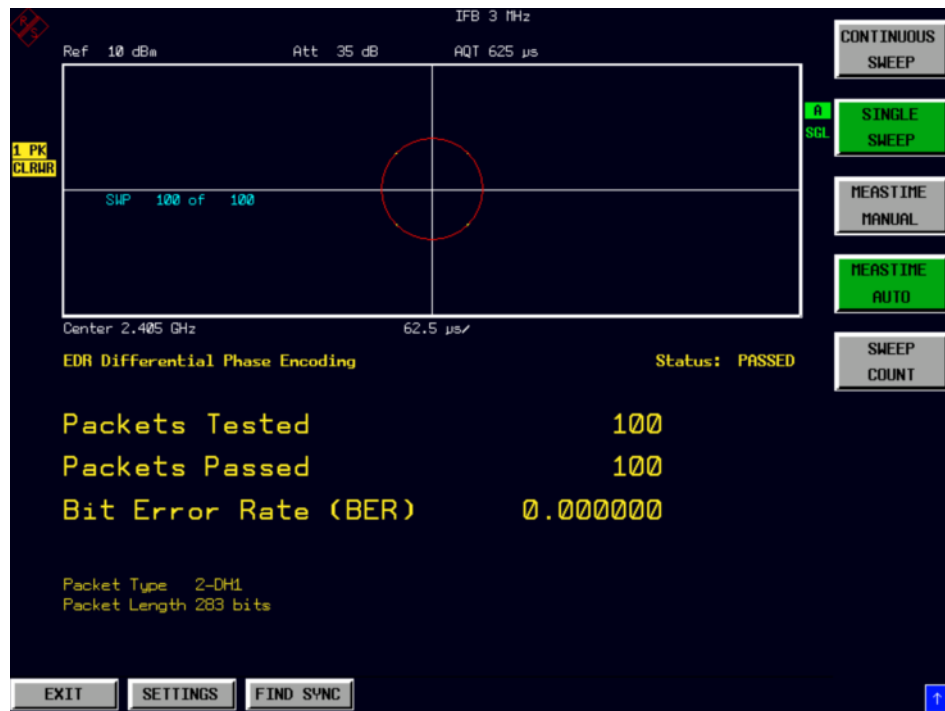 IFB 3 MHz
Ref 10 dBm Att 35 dB AQT 625 µs
CONTINUOUS
SWEEP
A
SGL
SINGLE
SWEEP
1 PK
CLRWR
SWP 100 of 100
MEASTIME
MANUAL
MEASTIME
AUTO
Center 2.405 GHz 62.5 µs/
EDR Differential Phase Encoding Status: PASSED
SWEEP
COUNT
Packets Tested 100
Packets Passed 100
Bit Error Rate (BER) 0.000000
Packet Type 2-DH1
Packet Length 283 bits
EXIT SETTINGS FIND SYNC